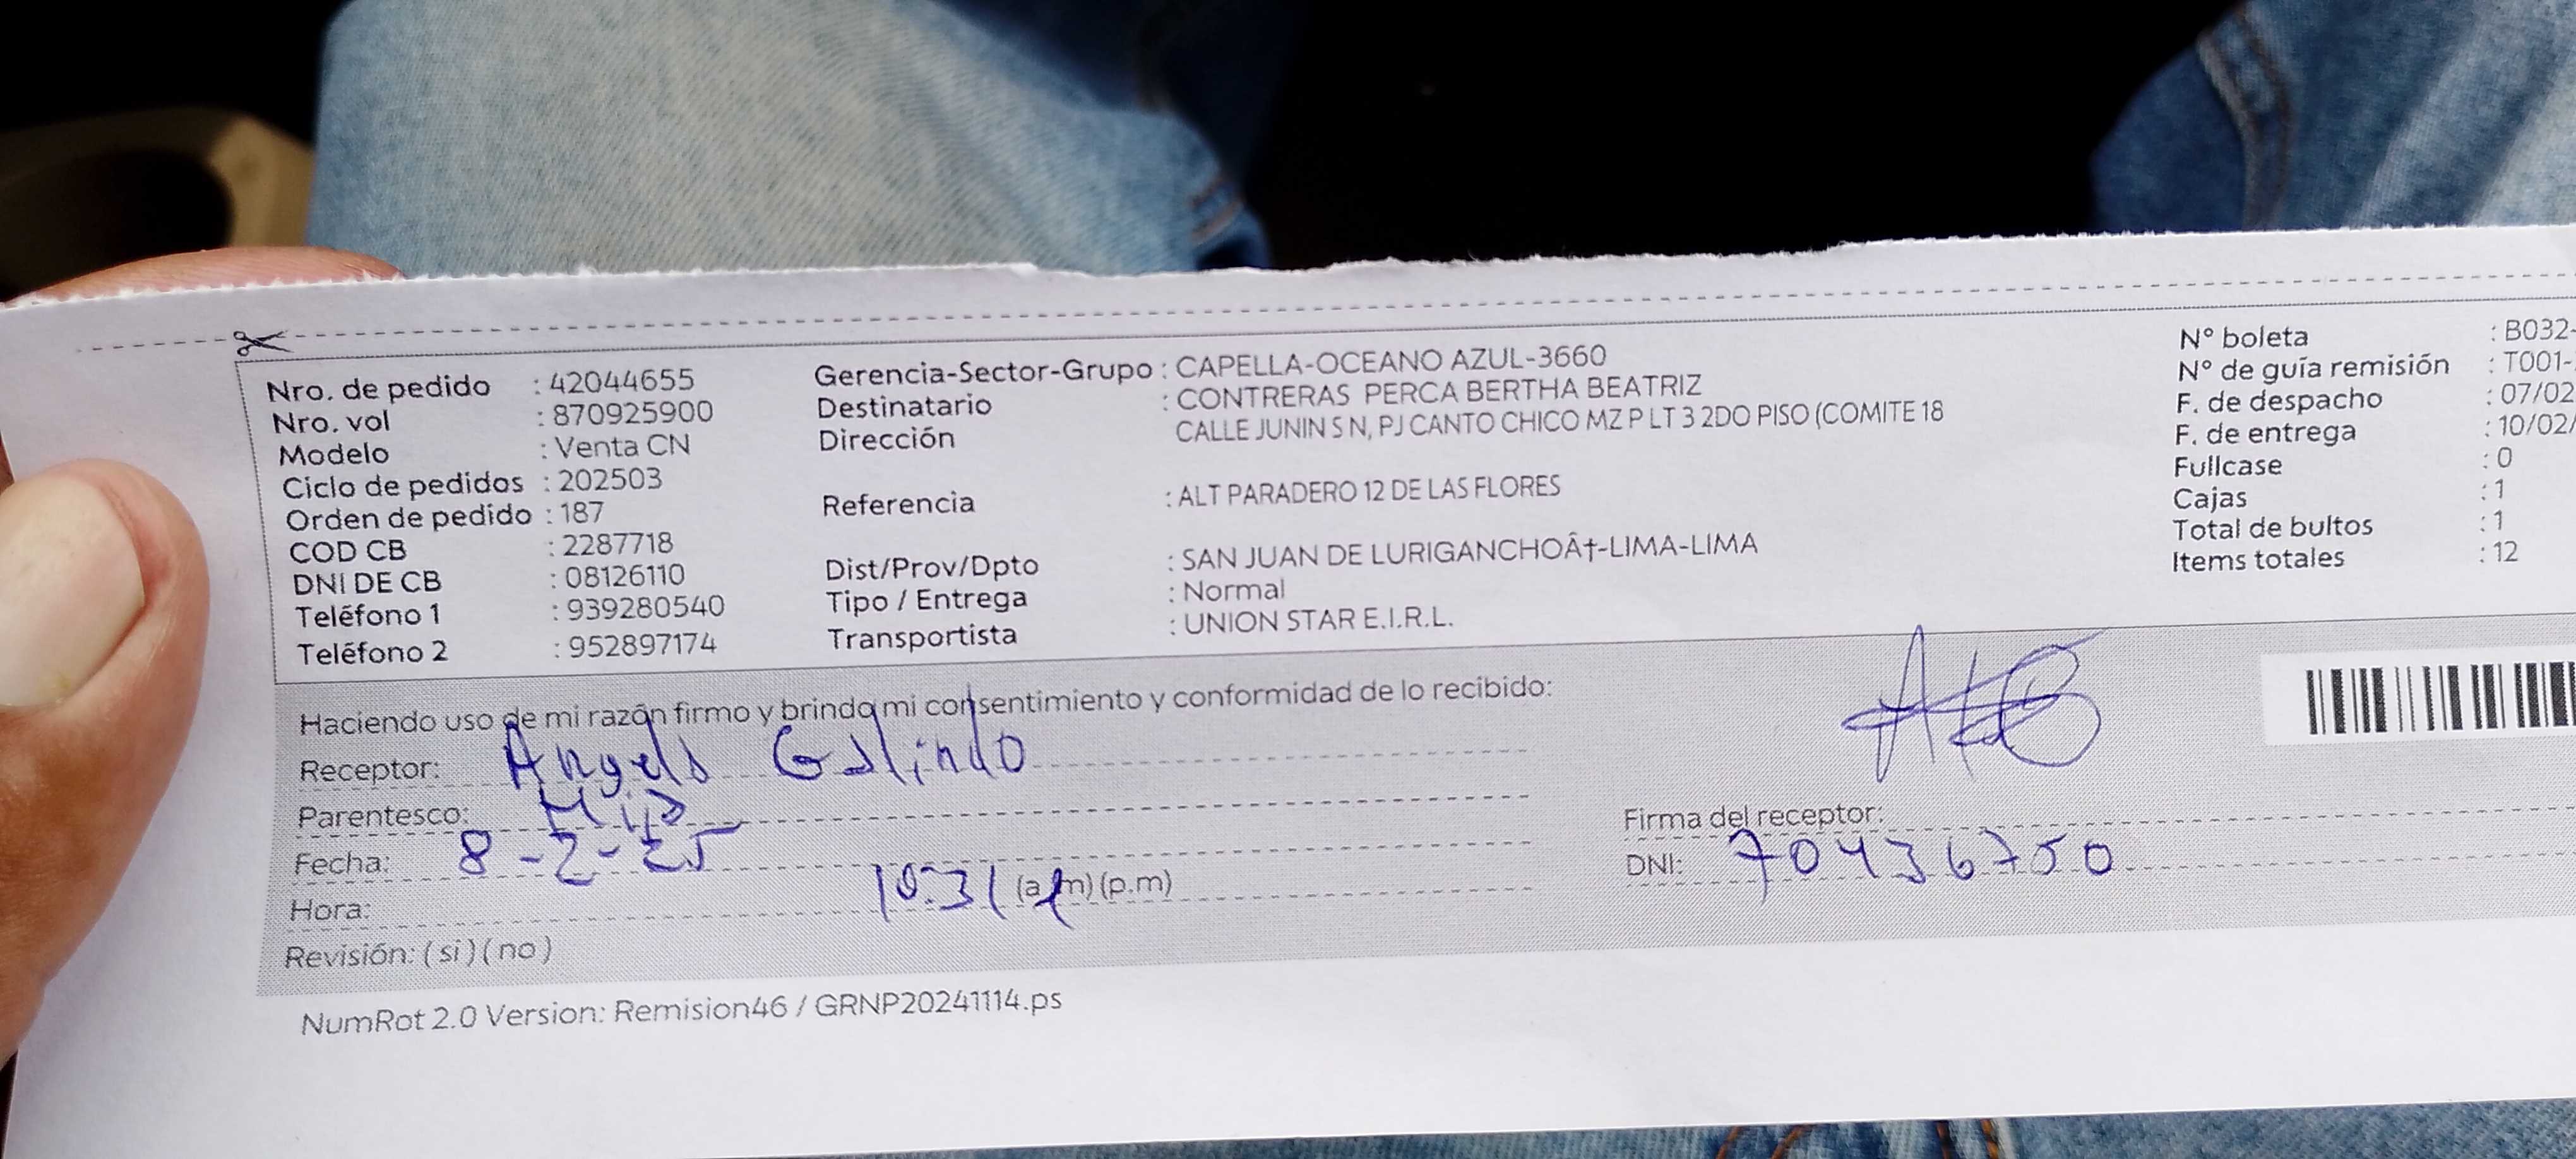 Nro. de pedido : 42044655
Nro. vol : 870925900
Modelo : Venta CN
Ciclo de pedidos : 202503
Orden de pedido : 187
COD CB : 2287718
DNI DE CB : 08126110
Teléfono 1 : 939280540
Teléfono 2 : 952897174
Gerencia-Sector-Grupo : CAPELLA-OCEANO AZUL-3660
Destinatario : CONTRERAS PERCA BERTHA BEATRIZ
Dirección CALLE JUNIN S N, PJ CANTO CHICO MZ P LT 3 2DO PISO (COMITE 18
Referencia : ALT PARADERO 12 DE LAS FLORES
Dist/Prov/Dpto : SAN JUAN DE LURIGANCHOÂ†-LIMA-LIMA
Tipo / Entrega : Normal
Transportista : UNION STAR E.I.R.L.
N° boleta : B032-
N° de guía remisión : T001-
F. de despacho : 07/02
F. de entrega : 10/02/
Fullcase : 0
Cajas : 1
Total de bultos : 1
Items totales : 12
Haciendo uso de mi razón firmo y brindo mi consentimiento y conformidad de lo recibido:
Receptor: Angelo Galindo
Parentesco: Hijo
Fecha: 8-2-25
Hora: 10:31 (a.m) (p.m)
Revisión: ( si ) ( no )
Firma del receptor:
DNI: 70436750
NumRot 2.0 Version: Remision46 / GRNP20241114.ps